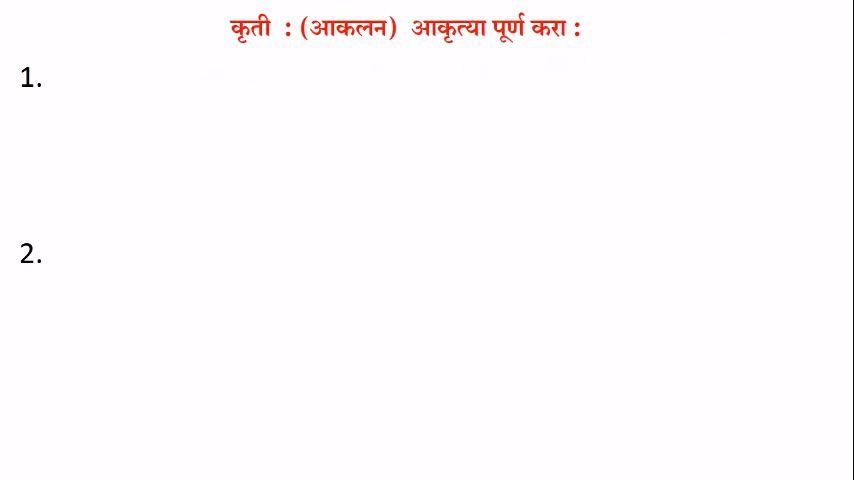 कृती : (आकलन) आकृत्या पूर्ण करा :
1.
2.